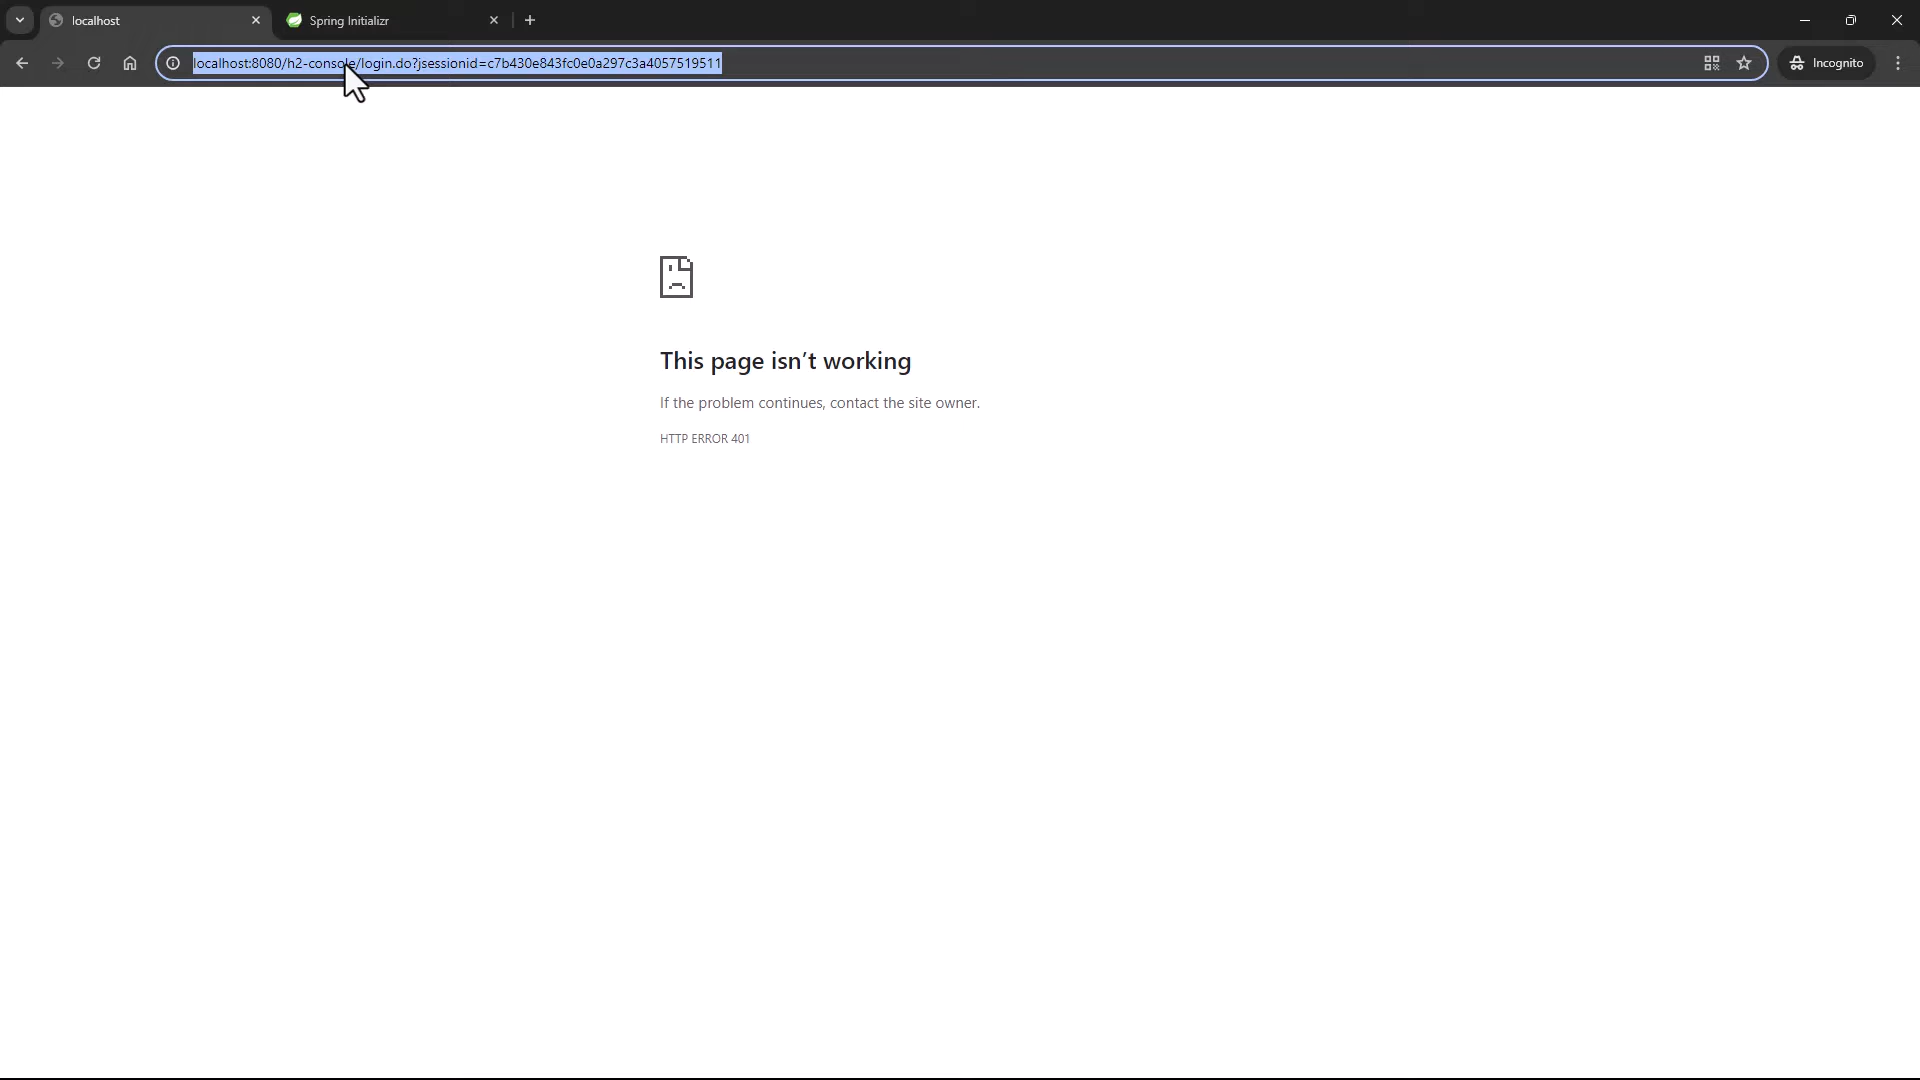 localhost
Spring Initializr
localhost:8080/h2-console/login.do?jsessionid=c7b430e843fc0e0a297c3a4057519511
Incognito
This page isn't working
If the problem continues, contact the site owner.
HTTP ERROR 401